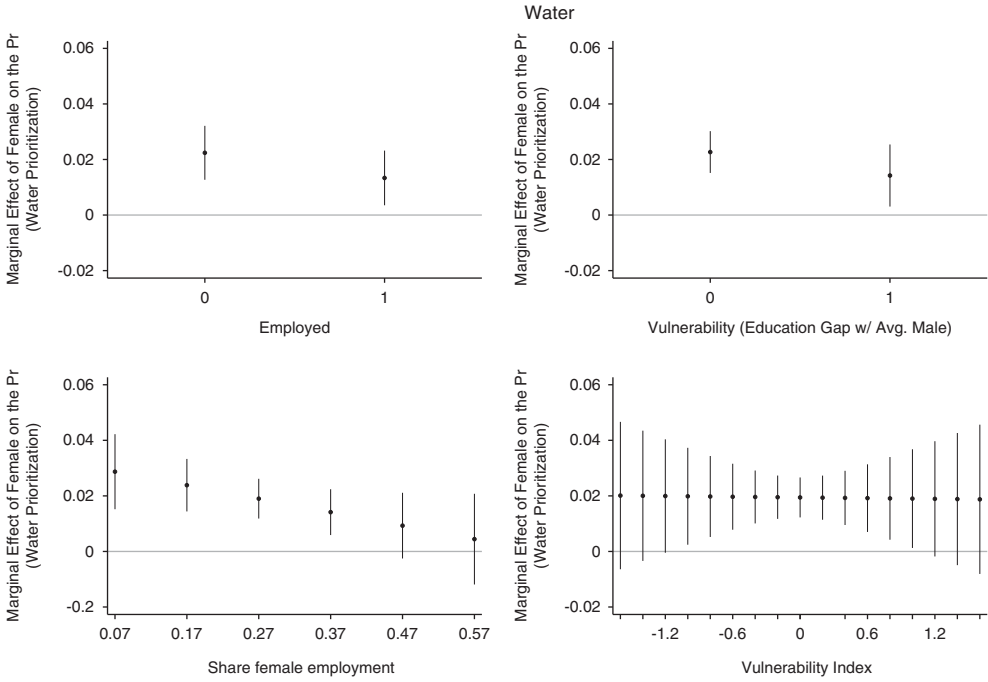 Water
Marginal Effect of Female on the Pr
(Water Prioritization)
0.06
0.04
0.02
0
-0.02
0
1
Employed
Marginal Effect of Female on the Pr
(Water Prioritization)
0.06
0.04
0.02
0
-0.02
0
1
Vulnerability (Education Gap w/ Avg. Male)
Marginal Effect of Female on the Pr
(Water Prioritization)
0.06
0.04
0.02
0
-0.2
0.07 0.17 0.27 0.37 0.47 0.57
Share female employment
Marginal Effect of Female on the Pr
(Water Prioritization)
0.06
0.04
0.02
0
-0.02
-1.2 -0.6 0 0.6 1.2
Vulnerability Index